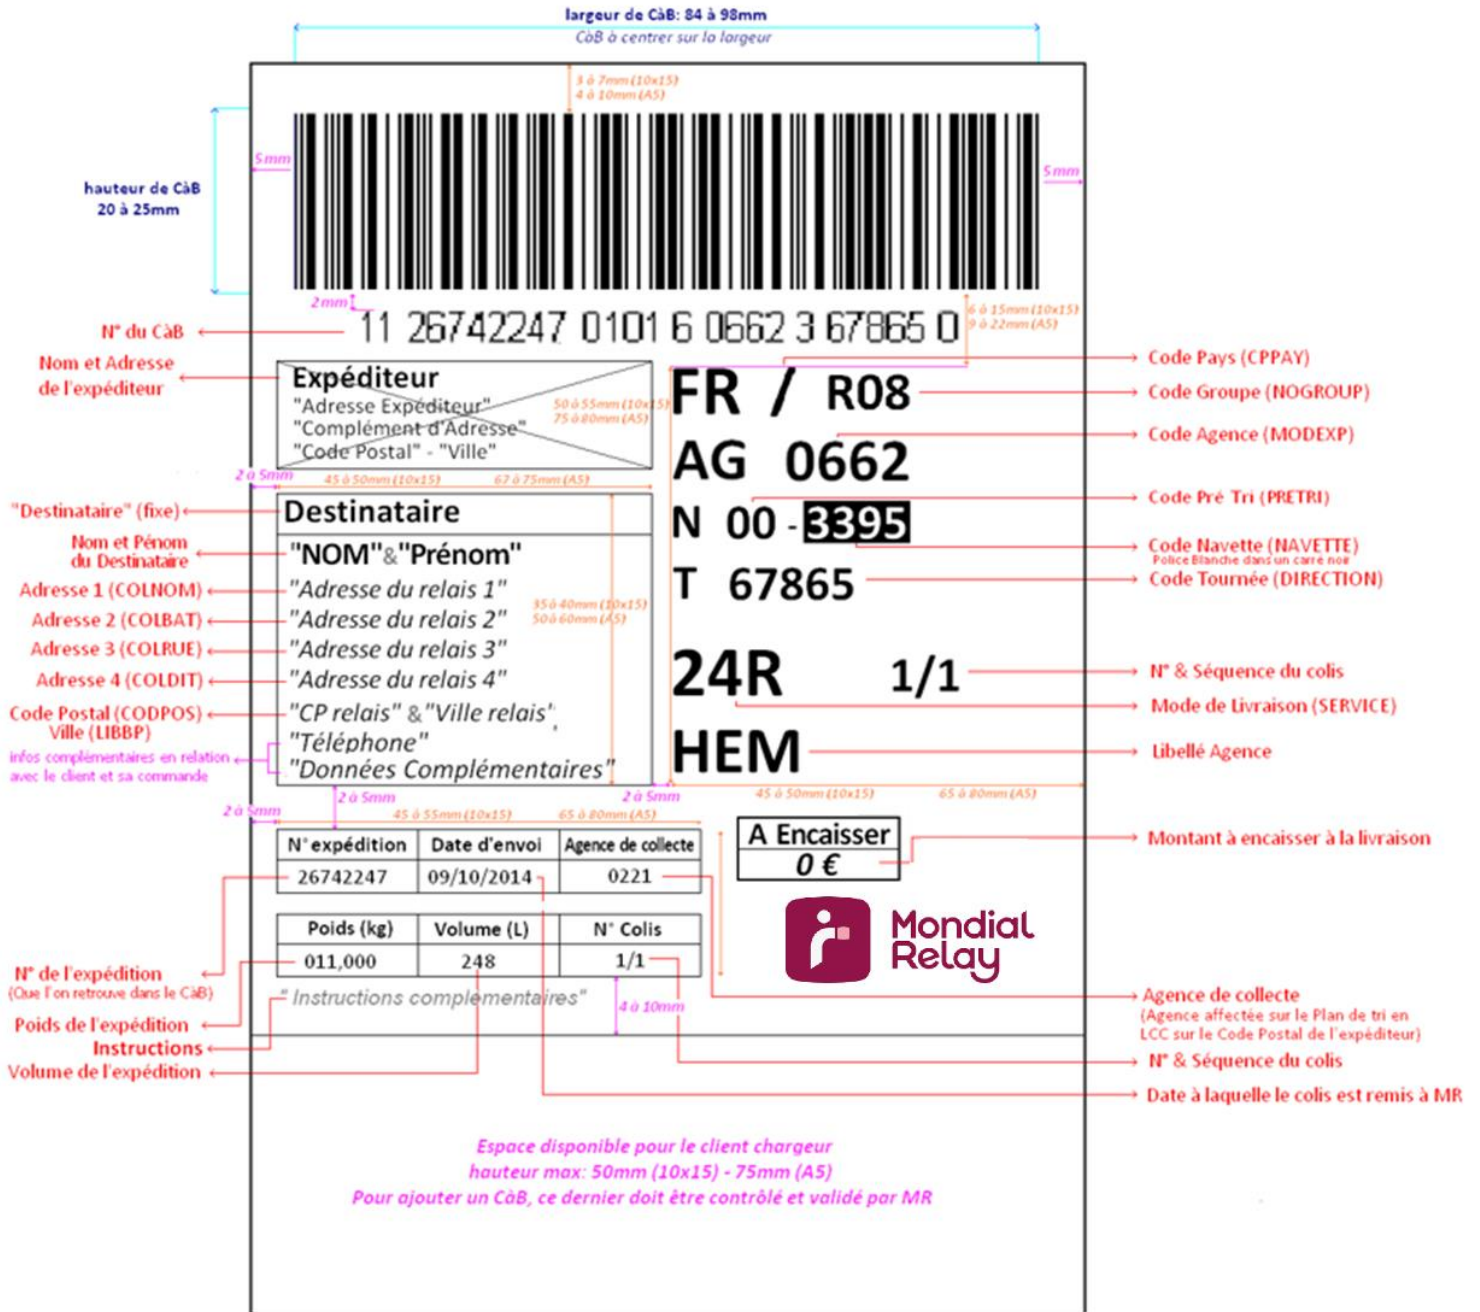 largeur de CàB: 84 à 98mm
CàB à centrer sur la largeur
3 à 7mm (10x15)
4 à 10mm (A5)
5mm
5mm
hauteur de CàB
20 à 25mm
2mm
6 à 15mm (10x15)
9 à 22mm (A5)
N° du CàB
11 26742247 0101 6 0662 3 67865 0
Nom et Adresse
de l'expéditeur
Expéditeur
"Adresse Expéditeur"
"Complément d'Adresse"
"Code Postal" - "Ville"
50 à 55mm (10x15)
75 à 80mm (A5)
FR / R08
Code Pays (CPPAY)
Code Groupe (NOGROUP)
AG 0662
Code Agence (MODEXP)
2 à 5mm
45 à 50mm (10x15) 67 à 75mm (A5)
N 00 - 3395
Code Pré Tri (PRETRI)
Code Navette (NAVETTE)
Police Blanche dans un carré noir
T 67865
Code Tournée (DIRECTION)
"Destinataire" (fixe)
Destinataire
Nom et Pénom
du Destinataire
"NOM"&"Prénom"
Adresse 1 (COLNOM)
"Adresse du relais 1"
35 à 40mm (10x15)
50 à 60mm (A5)
Adresse 2 (COLBAT)
"Adresse du relais 2"
Adresse 3 (COLRUE)
"Adresse du relais 3"
Adresse 4 (COLDIT)
"Adresse du relais 4"
Code Postal (CODPOS)
Ville (LIBBP)
"CP relais" & "Ville relais";
infos complémentaires en relation
avec le client et sa commande
"Téléphone"
"Données Complémentaires"
24R 1/1
N° & Séquence du colis
Mode de Livraison (SERVICE)
HEM
Libellé Agence
2 à 5mm
2 à 5mm
2 à 5mm
45 à 50mm (10x15) 65 à 80mm (A5)
45 à 55mm (10x15) 65 à 80mm (A5)
N° expédition Date d'envoi Agence de collecte
26742247 09/10/2014 0221
A Encaisser
0 €
Montant à encaisser à la livraison
Poids (kg) Volume (L) N° Colis
011,000 248 1/1
Mondial
Relay
" Instructions complémentaires"
4 à 10mm
N° de l'expédition
(Que l'on retrouve dans le CàB)
Poids de l'expédition
Instructions
Volume de l'expédition
Agence de collecte
(Agence affectée sur le Plan de tri en
LCC sur le Code Postal de l'expéditeur)
N° & Séquence du colis
Date à laquelle le colis est remis à MR
Espace disponible pour le client chargeur
hauteur max: 50mm (10x15) - 75mm (A5)
Pour ajouter un CàB, ce dernier doit être contrôlé et validé par MR